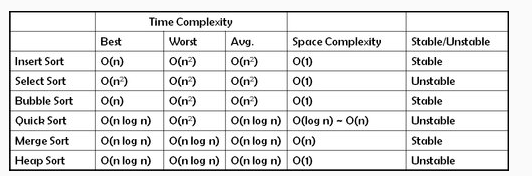 Time Complexity
Best Worst Avg. Space Complexity Stable/Unstable
Insert Sort O(n) O(n²) O(n²) O(1) Stable
Select Sort O(n²) O(n²) O(n²) O(1) Unstable
Bubble Sort O(n) O(n²) O(n²) O(1) Stable
Quick Sort O(n log n) O(n²) O(n log n) O(log n) ~ O(n) Unstable
Merge Sort O(n log n) O(n log n) O(n log n) O(n) Stable
Heap Sort O(n log n) O(n log n) O(n log n) O(1) Unstable